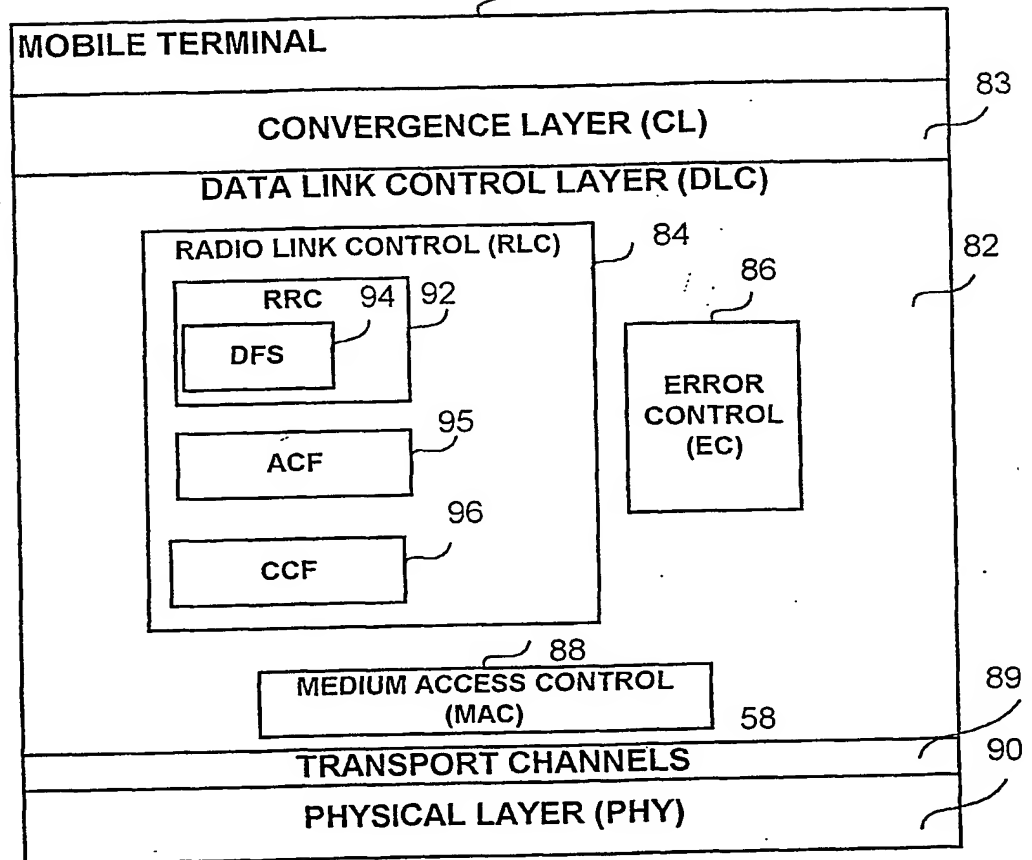 MOBILE TERMINAL
83
CONVERGENCE LAYER (CL)
DATA LINK CONTROL LAYER (DLC)
RADIO LINK CONTROL (RLC)
84
82
86
RRC
94
92
DFS
ERROR
CONTROL
(EC)
95
ACF
96
CCF
88
MEDIUM ACCESS CONTROL
(MAC)
58
89
TRANSPORT CHANNELS
90
PHYSICAL LAYER (PHY)